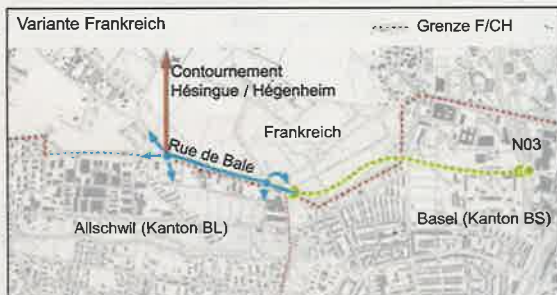 Variante Frankreich
Grenze F/CH
Contournement
Hésingue / Hégenheim
Frankreich
N03
Rue de Bale
Allschwil (Kanton BL)
Basel (Kanton BS)